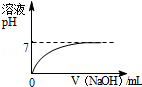 溶液
pH
7
0
V（NaOH）/mL